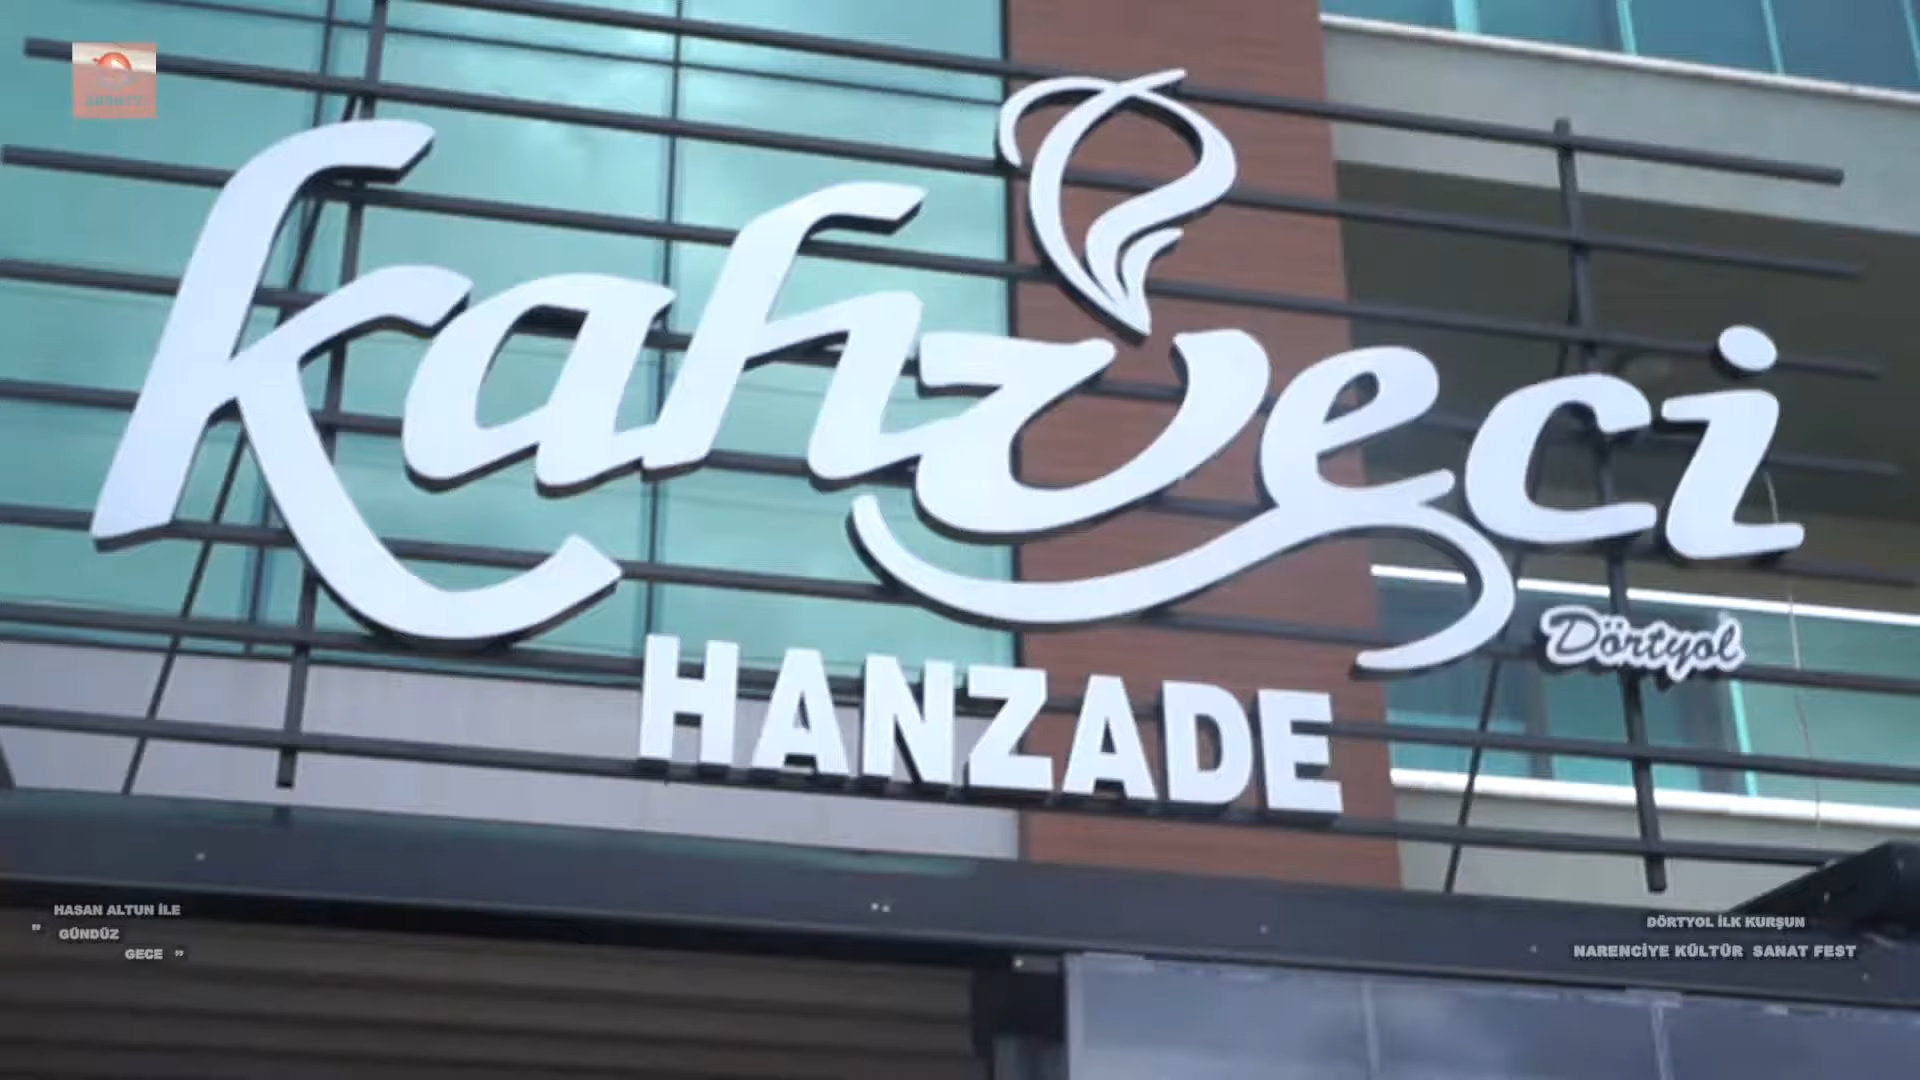 kahveci
HANZADE
Dörtyol
HASAN ALTUN İLE
" GÜNDÜZ
GECE "
DÖRTYOL İLK KURŞUN
NARENCİYE KÜLTÜR SANAT FEST